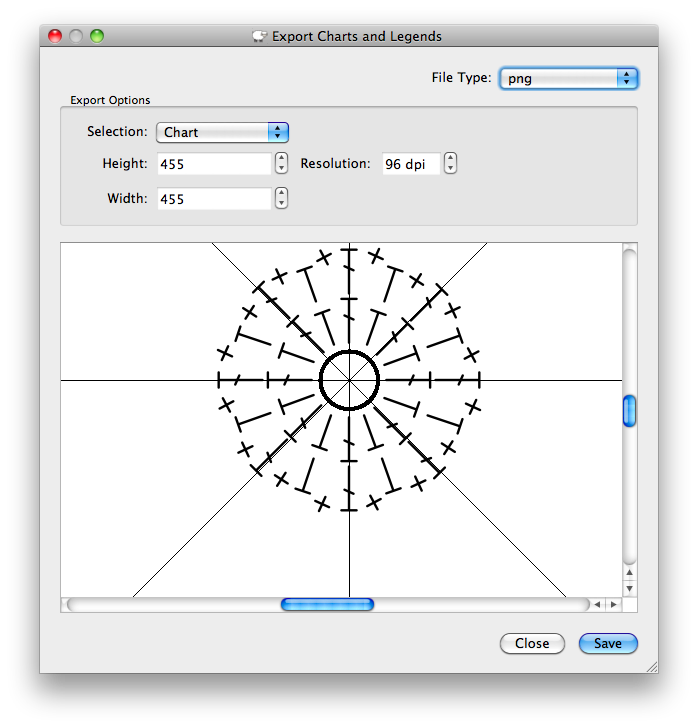 Export Charts and Legends
File Type: png
Export Options
Selection: Chart
Height: 455 Resolution: 96 dpi
Width: 455
Close Save